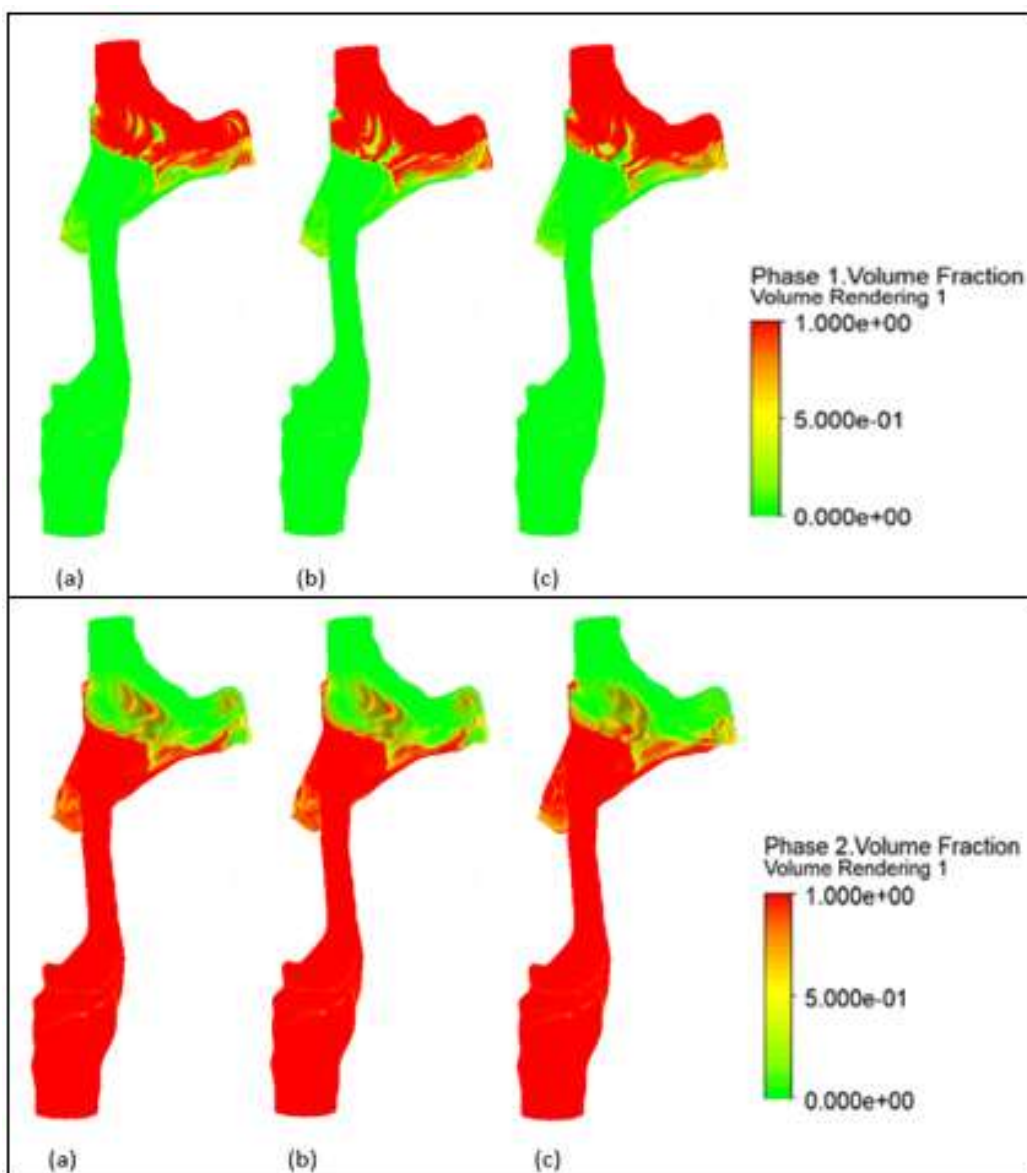 Phase 1.Volume Fraction
Volume Rendering 1
1.000e+00
5.000e-01
0.000e+00
(a) (b) (c)
Phase 2.Volume Fraction
Volume Rendering 1
1.000e+00
5.000e-01
0.000e+00
(a) (b) (c)